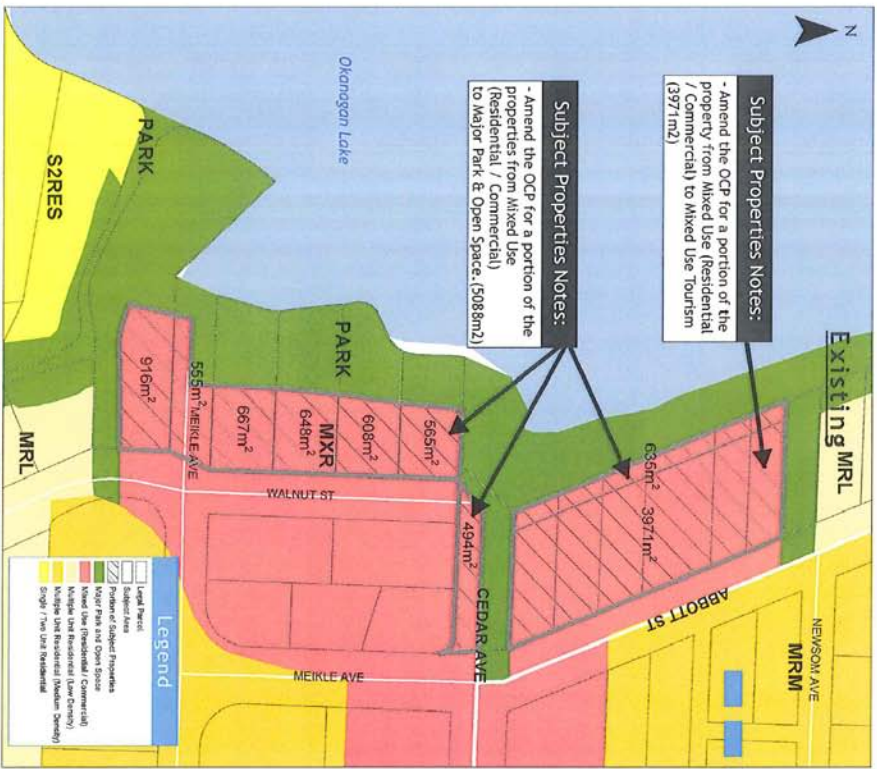 N
Existing
MRL
Subject Properties Notes:
- Amend the OCP for a portion of the
property from Mixed Use (Residential
/ Commercial) to Mixed Use Tourism
(3971m2)
Subject Properties Notes:
- Amend the OCP for a portion of the
properties from Mixed Use
(Residential / Commercial)
to Major Park & Open Space. (5088m2)
Okanagan Lake
NEWSOM AVE
MRM
ABBOTT ST
635m²
3971m²
CEDAR AVE
494m²
565m²
608m²
PARK
648m²
MXR
667m²
WALNUT ST
MEIKLE AVE
555m²
MEIKLE AVE
916m²
PARK
S2RES
MRL
Legend
Legal Parcel
Subject Area
Portion of Subject Properties
Major Park and Open Space
Mixed Use (Residential / Commercial)
Multiple Unit Residential (Low Density)
Multiple Unit Residential (Medium Density)
Single / Two Unit Residential